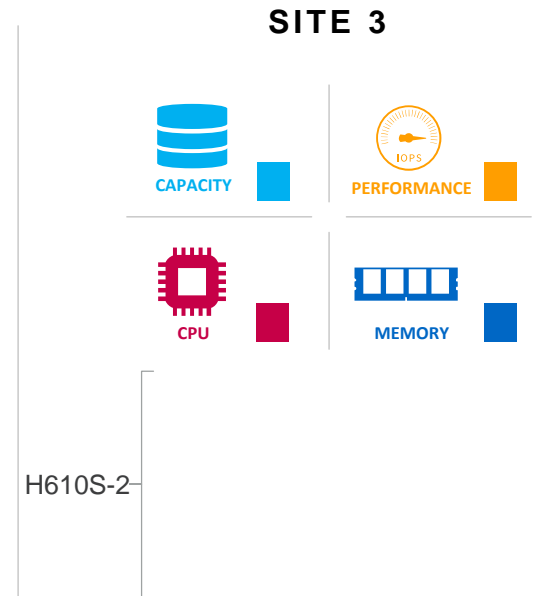 SITE 3
IOPS
CAPACITY
PERFORMANCE
CPU
MEMORY
H610S-2